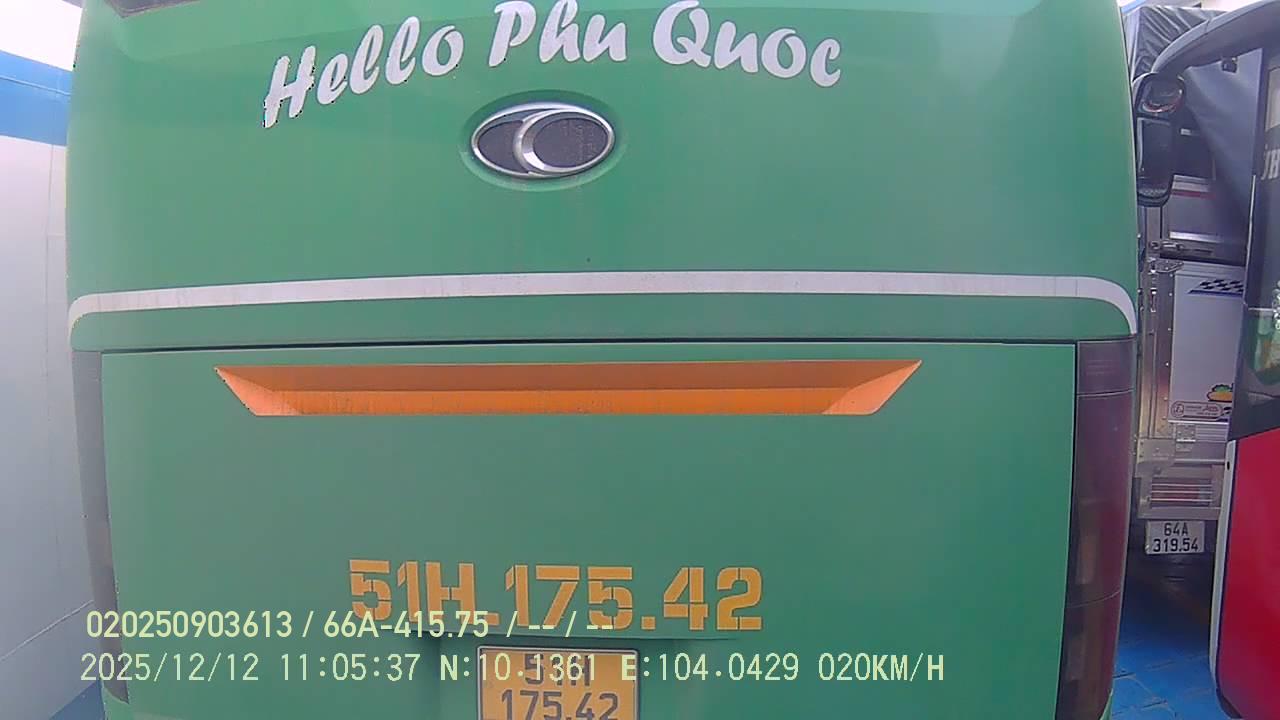 Hello Phu Quoc
64A
319.54
51H.175.42
020250903613 / 66A-415.75 / -- / --
51H
175.42
2025/12/12 11:05:37 N:10.1361 E:104.0429 020KM/H